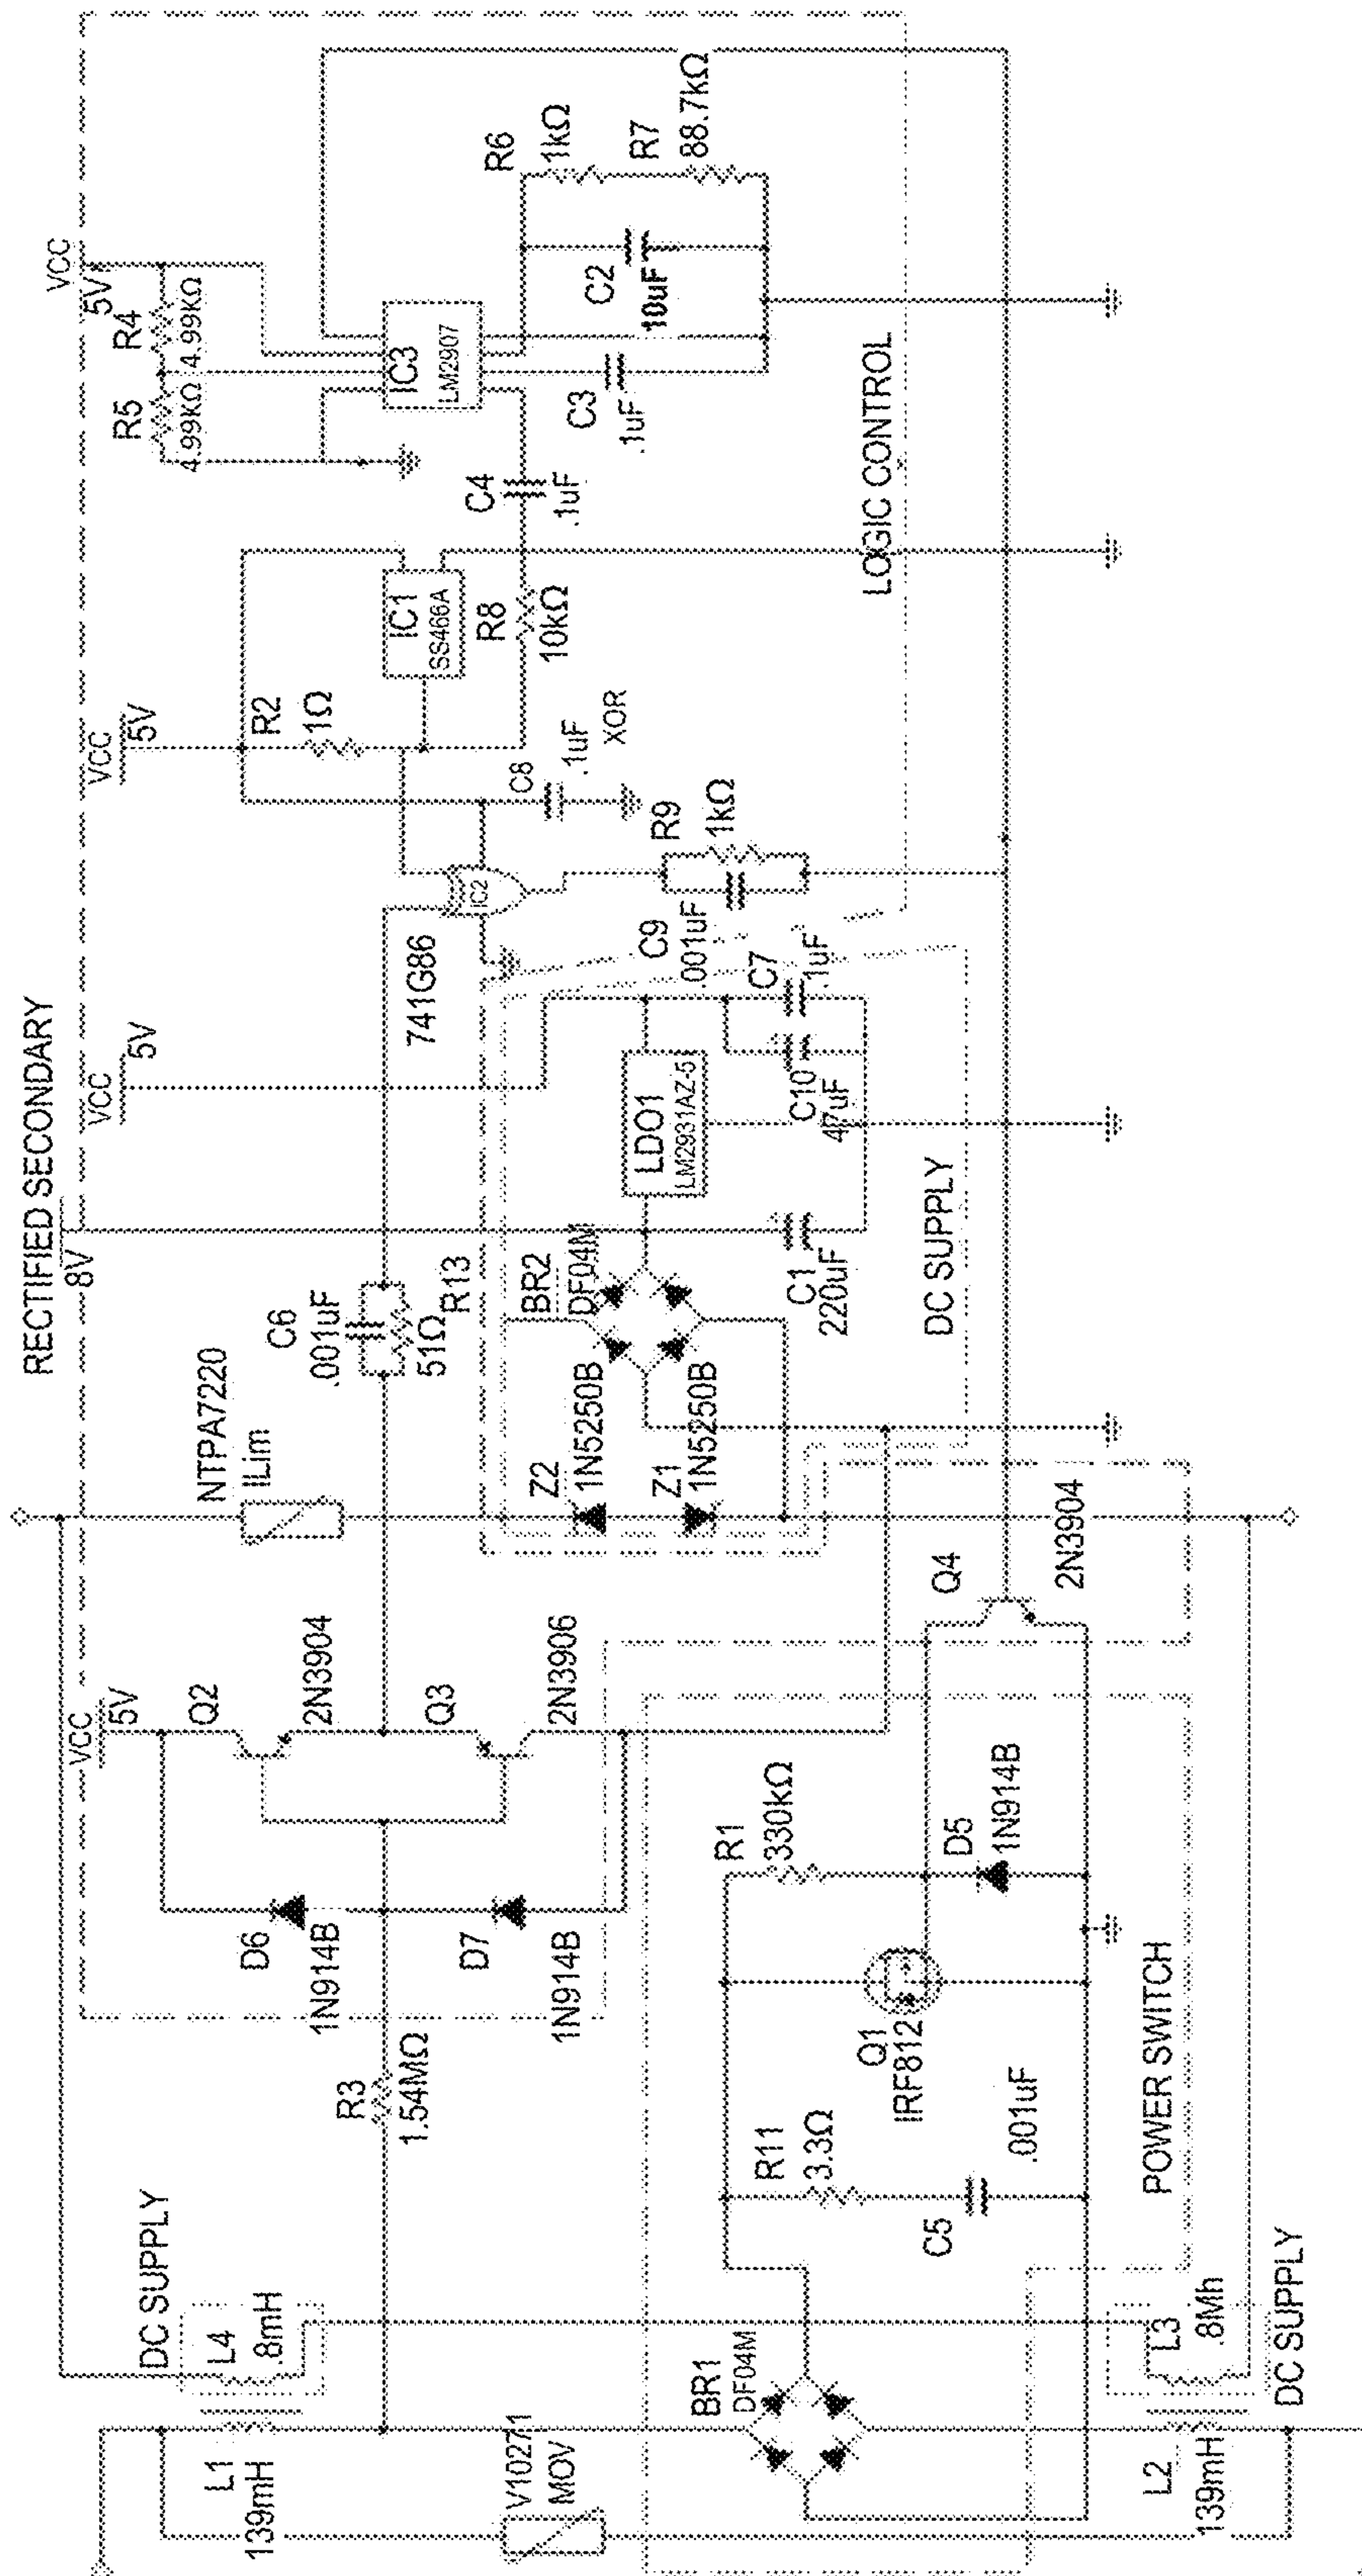 RECTIFIED SECONDARY
8V
DC SUPPLY
L1
139mH
L4
.8mH
V10271
MOV
R3
1.54MΩ
D6
1N914B
D7
1N914B
VCC
5V
Q2
2N3904
Q3
2N3906
NTPA7220
ILim
C6
.001uF
51Ω
R13
VCC
5V
741G86
IC2
VCC
5V
R2
1Ω
IC1
SS466A
R8
10kΩ
C8
.1uF
XOR
C4
.1uF
R5
4.99KΩ
R4
4.99KΩ
VCC
5V
IC3
LM2907
C3
.1uF
C2
10uF
R6
1kΩ
R7
88.7kΩ
LOGIC CONTROL
R9
1kΩ
C9
.001uF
C7
.1uF
C10
47uF
LDO1
LM2931AZ-5
BR2
DF04M
C1
220uF
Z2
1N5250B
Z1
1N5250B
DC SUPPLY
Q4
2N3904
R1
330kΩ
D5
1N914B
Q1
IRF812
R11
3.3Ω
C5
.001uF
POWER SWITCH
BR1
DF04M
L2
139mH
L3
.8Mh
DC SUPPLY